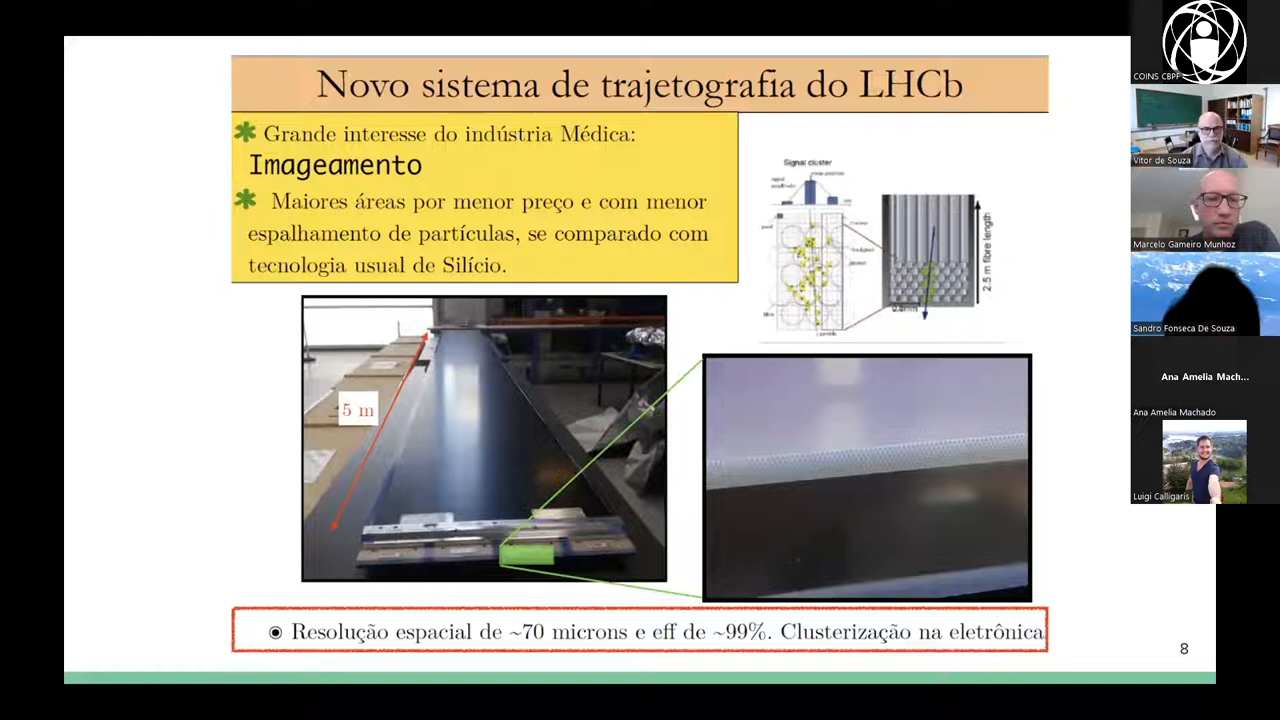 Novo sistema de trajetografia do LHCb
Grande interesse do indústria Médica:
Imageamento
Maiores áreas por menor preço e com menor
espalhamento de partículas, se comparado com
tecnologia usual de Silício.
Signal cluster
2.5 m fibre length
5 m
Resolução espacial de ~70 microns e eff de ~99%. Clusterização na eletrônica
8
COINS CBPF
Vitor de Souza
Marcelo Gameiro Munhoz
Sandro Fonseca De Souza
Ana Amelia Mach...
Ana Amelia Machado
Luigi Calligaris